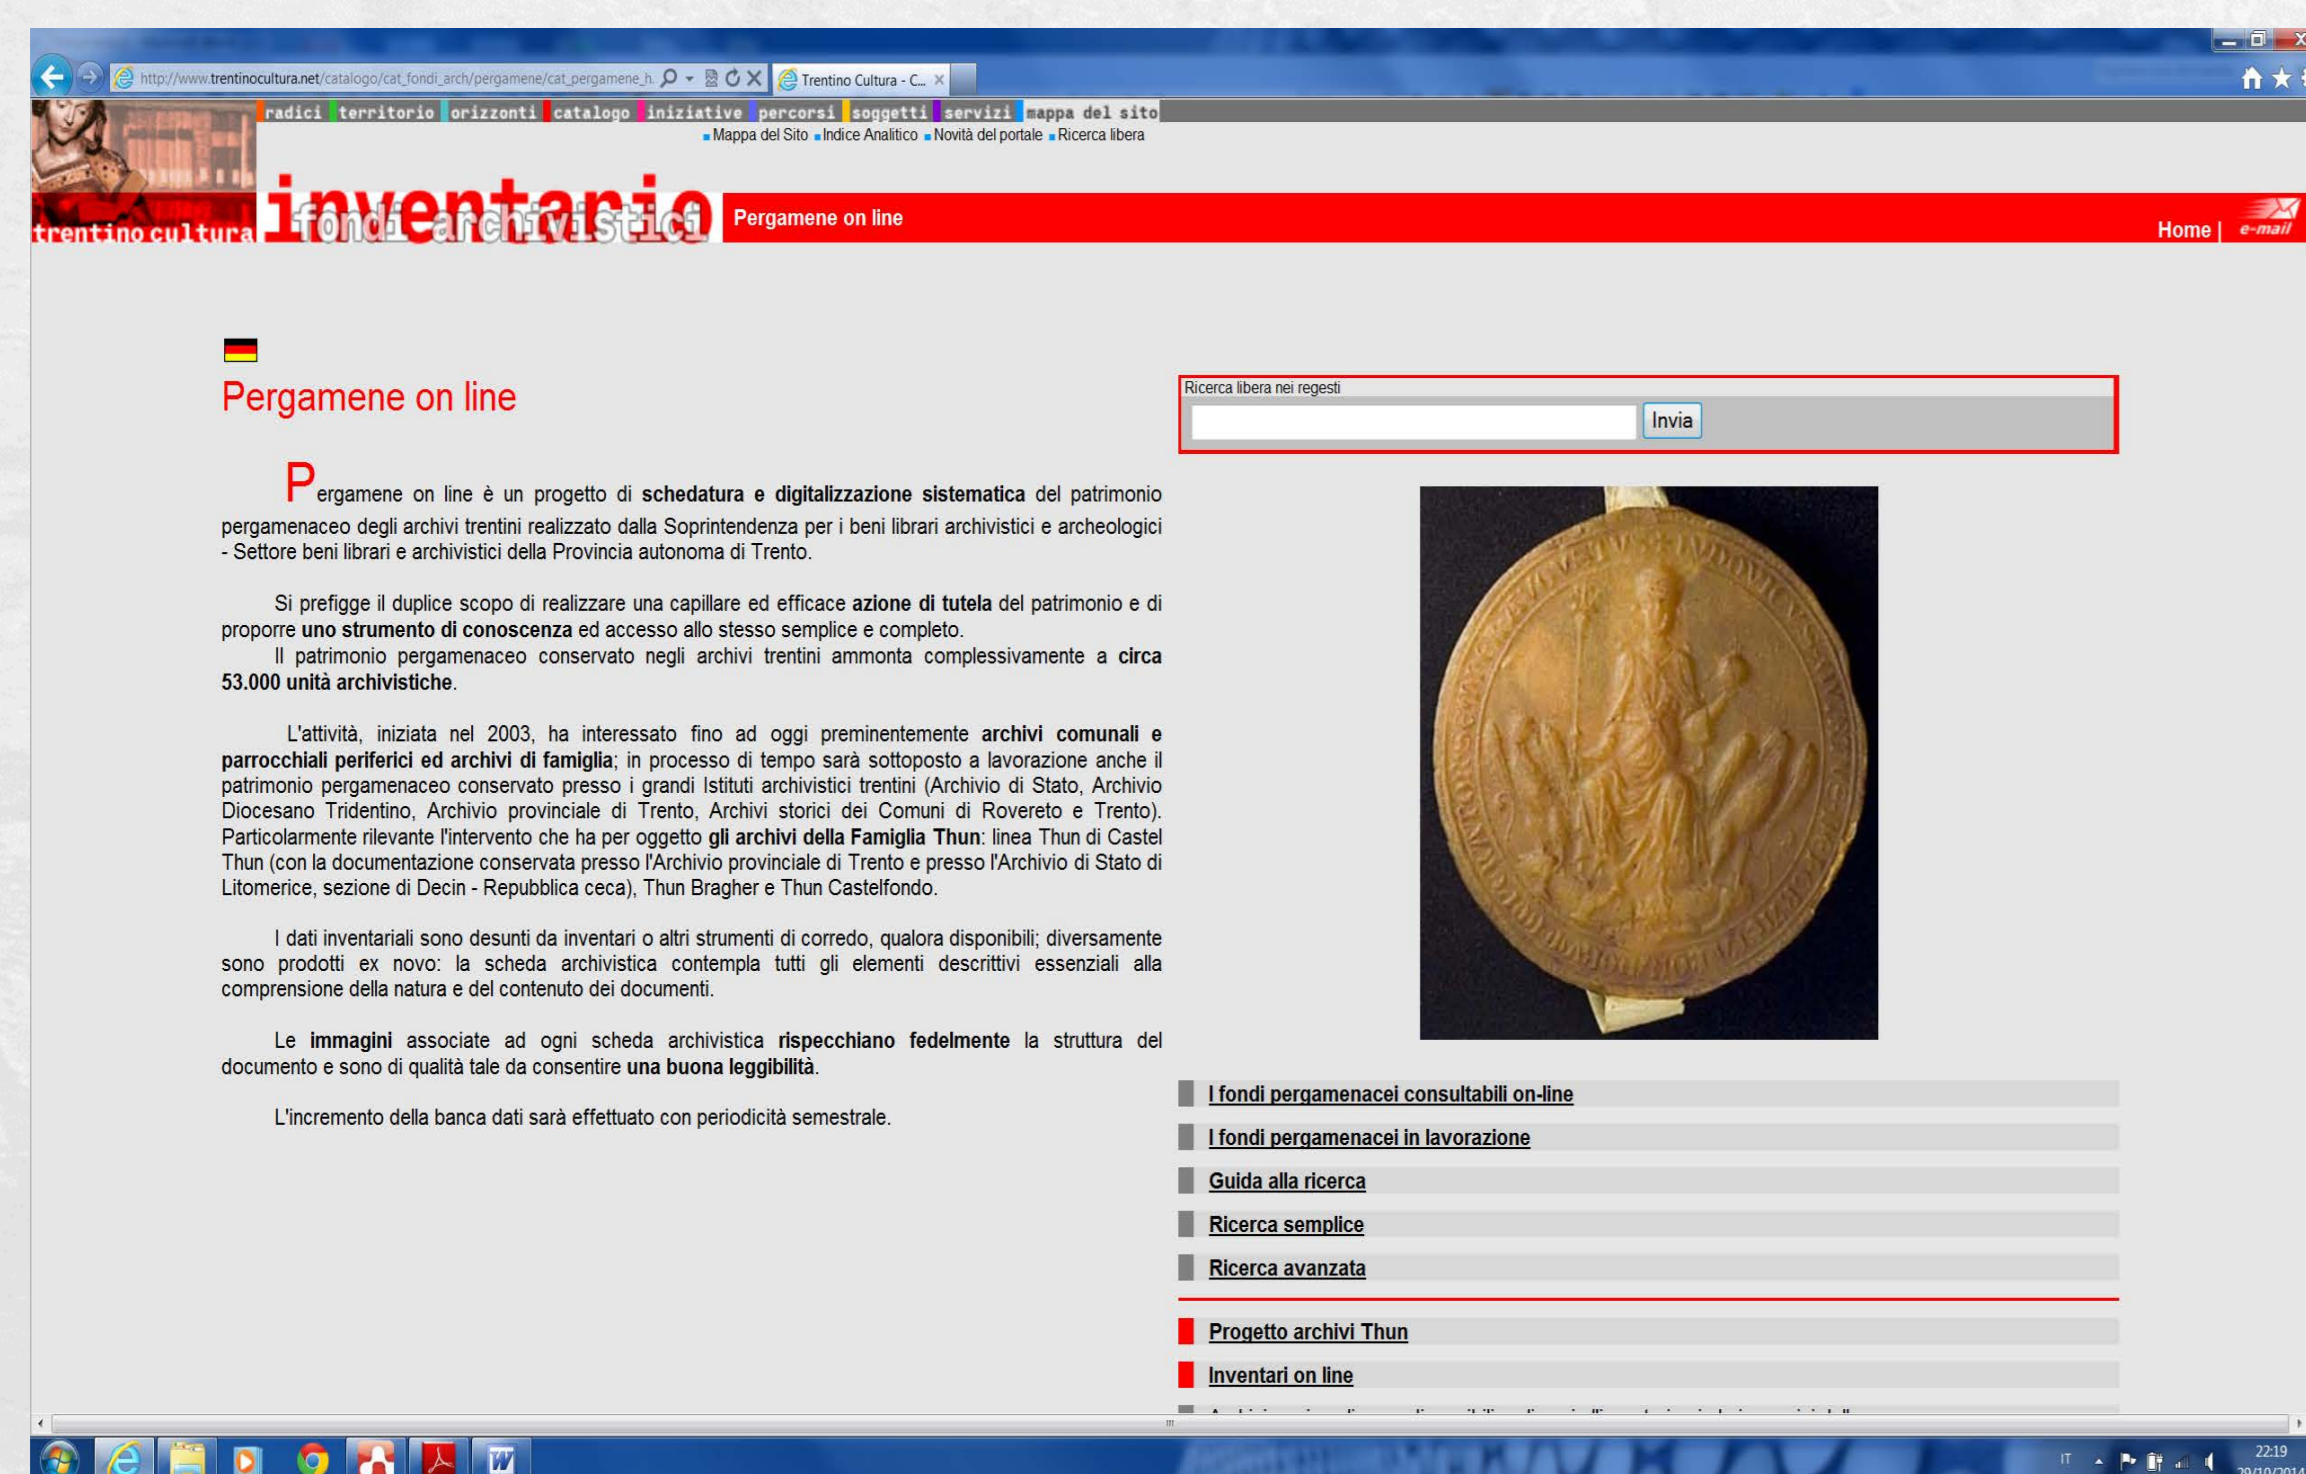 http://www.trentinocultura.net/catalogo/cat_fondi_arch/pergamene/cat_pergamene_h.
Trentino Cultura - C...
radici territorio orizzonti catalogo iniziative percorsi soggetti servizi mappa del sito
Mappa del Sito Indice Analitico Novità del portale Ricerca libera
trentino cultura
inventario
fondi archivistici
Pergamene on line
Home | e-mail
Pergamene on line
Pergamene on line è un progetto di schedatura e digitalizzazione sistematica del patrimonio
pergamenaceo degli archivi trentini realizzato dalla Soprintendenza per i beni librari archivistici e archeologici
- Settore beni librari e archivistici della Provincia autonoma di Trento.
Si prefigge il duplice scopo di realizzare una capillare ed efficace azione di tutela del patrimonio e di
proporre uno strumento di conoscenza ed accesso allo stesso semplice e completo.
Il patrimonio pergamenaceo conservato negli archivi trentini ammonta complessivamente a circa
53.000 unità archivistiche.
L'attività, iniziata nel 2003, ha interessato fino ad oggi preminentemente archivi comunali e
parrocchiali periferici ed archivi di famiglia; in processo di tempo sarà sottoposto a lavorazione anche il
patrimonio pergamenaceo conservato presso i grandi Istituti archivistici trentini (Archivio di Stato, Archivio
Diocesano Tridentino, Archivio provinciale di Trento, Archivi storici dei Comuni di Rovereto e Trento).
Particolarmente rilevante l'intervento che ha per oggetto gli archivi della Famiglia Thun: linea Thun di Castel
Thun (con la documentazione conservata presso l'Archivio provinciale di Trento e presso l'Archivio di Stato di
Litomerice, sezione di Decin - Repubblica ceca), Thun Bragher e Thun Castelfondo.
I dati inventariali sono desunti da inventari o altri strumenti di corredo, qualora disponibili; diversamente
sono prodotti ex novo: la scheda archivistica contempla tutti gli elementi descrittivi essenziali alla
comprensione della natura e del contenuto dei documenti.
Le immagini associate ad ogni scheda archivistica rispecchiano fedelmente la struttura del
documento e sono di qualità tale da consentire una buona leggibilità.
L'incremento della banca dati sarà effettuato con periodicità semestrale.
Ricerca libera nei regesti
Invia
I fondi pergamenacei consultabili on-line
I fondi pergamenacei in lavorazione
Guida alla ricerca
Ricerca semplice
Ricerca avanzata
Progetto archivi Thun
Inventari on line
IT
22:19
29/10/2014